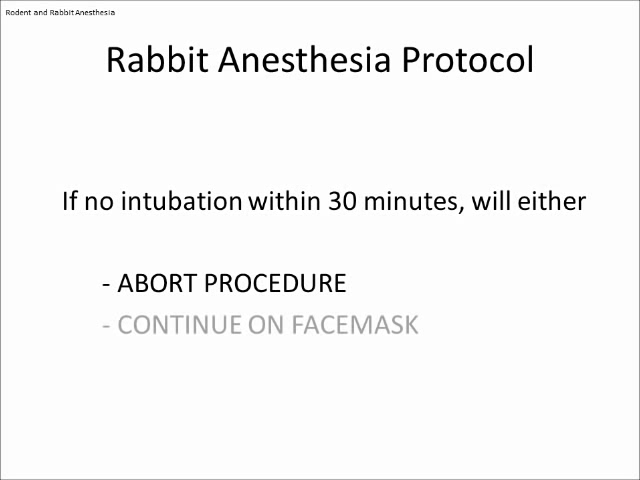 Rodent and Rabbit Anesthesia
Rabbit Anesthesia Protocol
If no intubation within 30 minutes, will either
- ABORT PROCEDURE
- CONTINUE ON FACEMASK